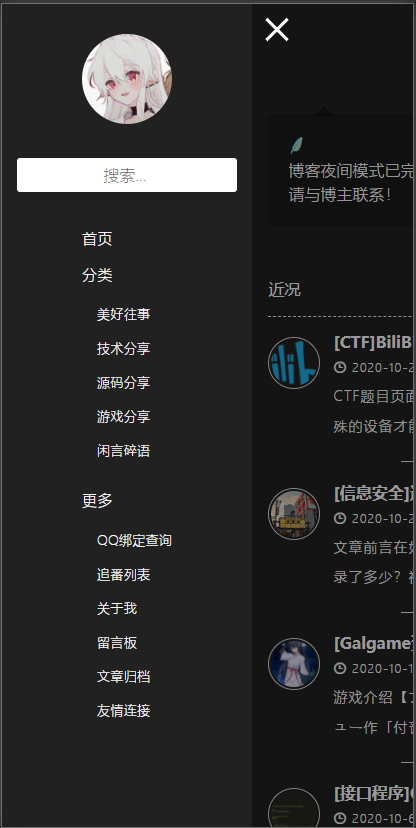 搜索...
首页
分类
美好往事
技术分享
源码分享
游戏分享
闲言碎语
更多
QQ绑定查询
追番列表
关于我
留言板
文章归档
友情连接
博客夜间模式已完
请与博主联系！
近况
[CTF]BiliB
2020-10-2
CTF题目页面
殊的设备才能
[信息安全]
2020-10-2
文章前言在如
录了多少？
[Galgame]
2020-10-1
游戏介绍【フ
ュー作「付喪
[接口程序]
2020-10-6